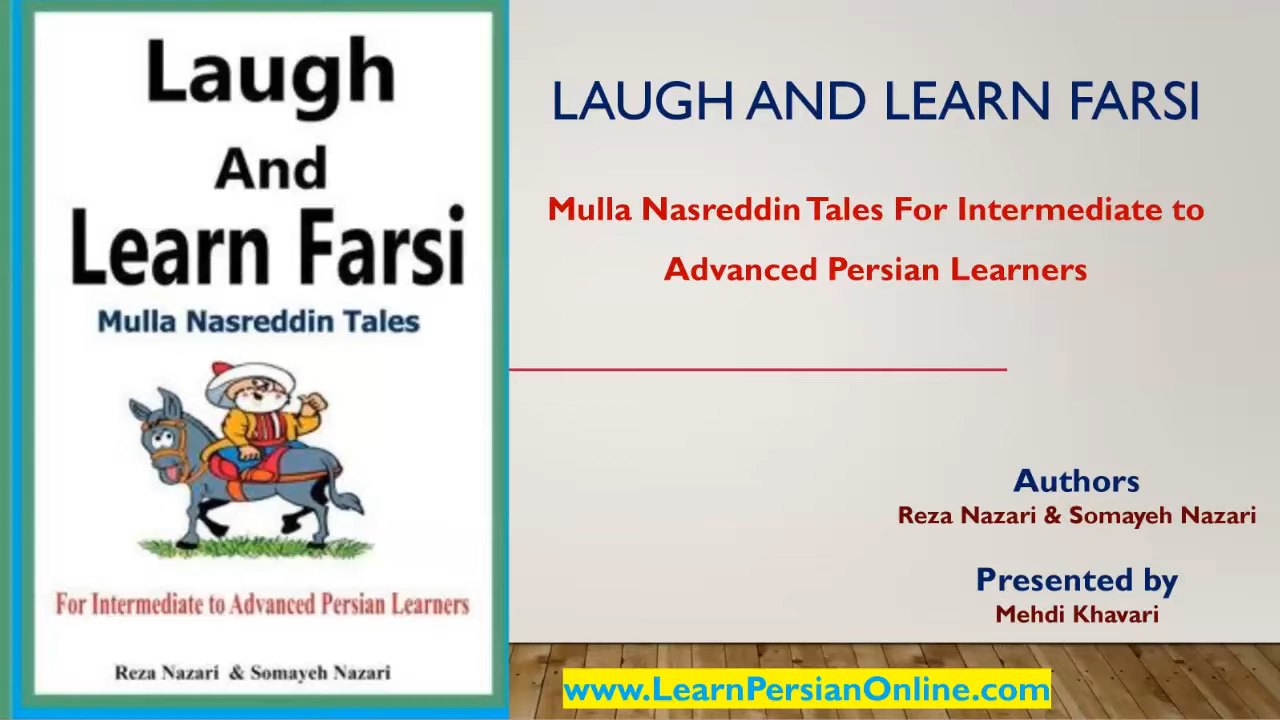 Laugh
And
Learn Farsi
Mulla Nasreddin Tales
For Intermediate to Advanced Persian Learners
Reza Nazari & Somayeh Nazari
LAUGH AND LEARN FARSI
Mulla Nasreddin Tales For Intermediate to
Advanced Persian Learners
Authors
Reza Nazari & Somayeh Nazari
Presented by
Mehdi Khavari
www.LearnPersianOnline.com